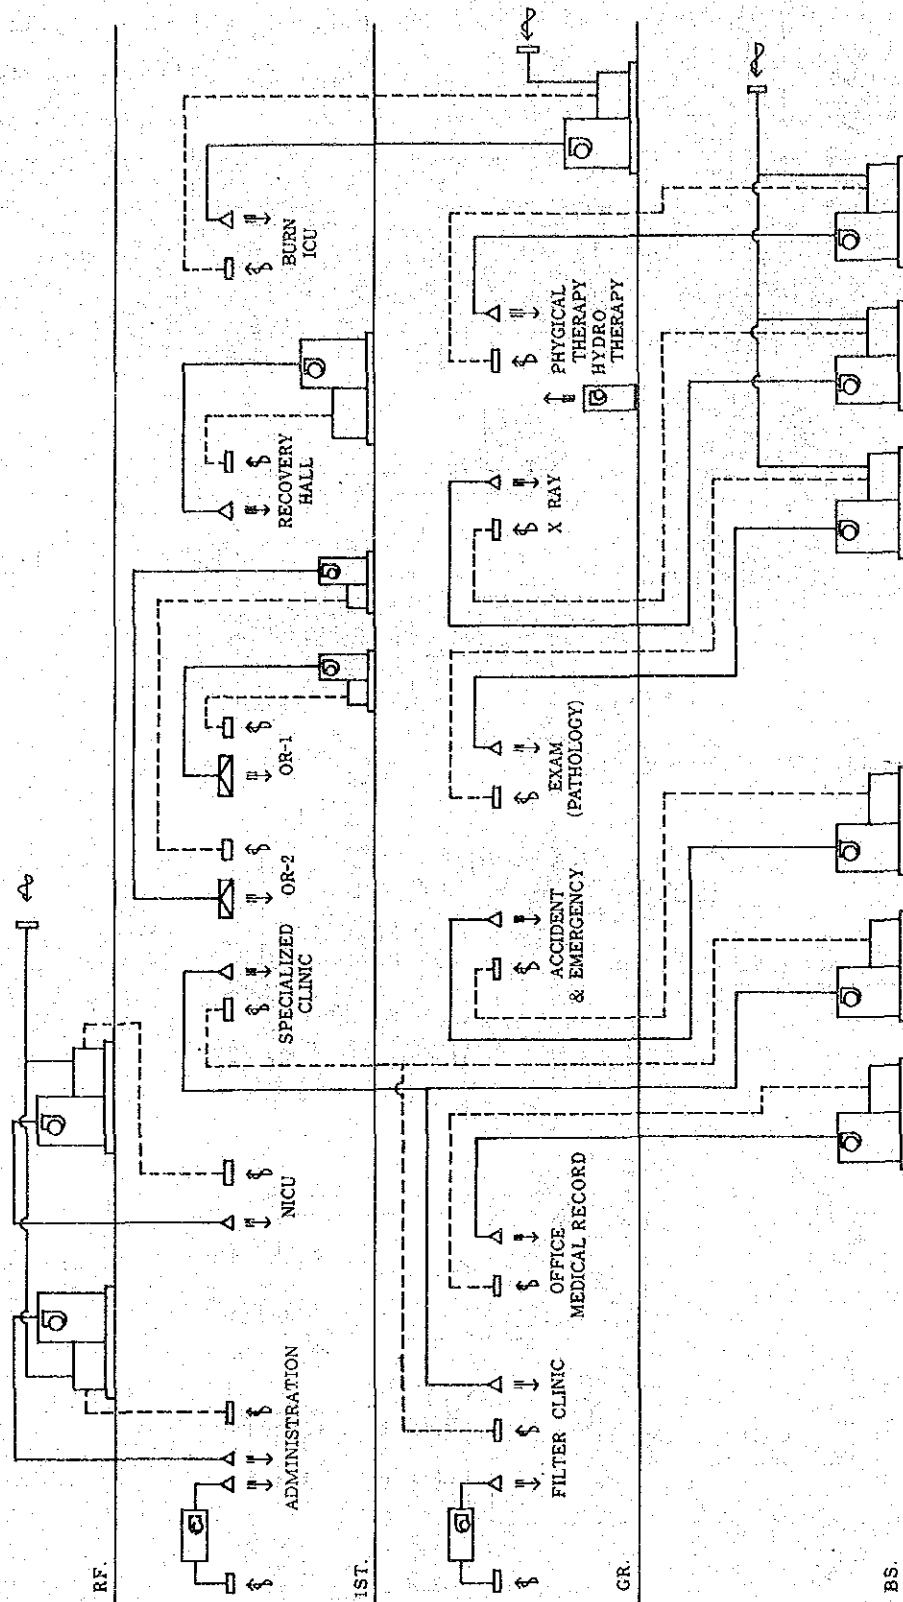 RF.
ADMINISTRATION
NICU
SPECIALIZED
CLINIC
OR-2
OR-1
RECOVERY
HALL
BURN
ICU
1ST.
FILTER CLINIC
OFFICE
MEDICAL RECORD
ACCIDENT
& EMERGENCY
EXAM
(PATHOLOGY)
X RAY
PHYGICAL
THERAPY
HYDRO
THERAPY
GR.
BS.